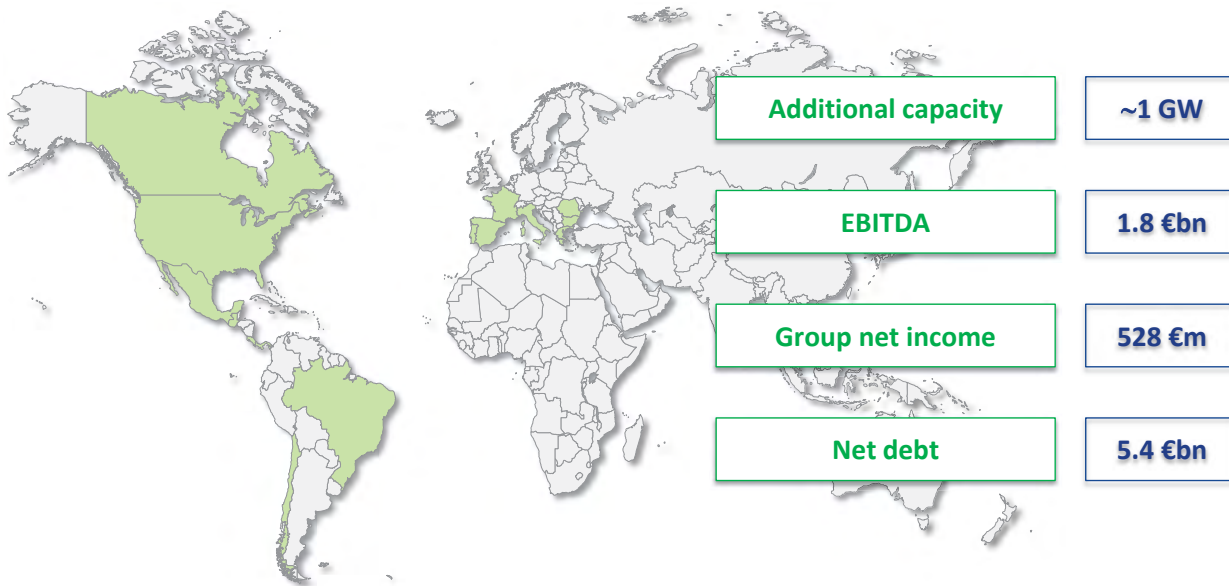 Additional capacity
∼1 GW
EBITDA
1.8 €bn
Group net income
528 €m
Net debt
5.4 €bn